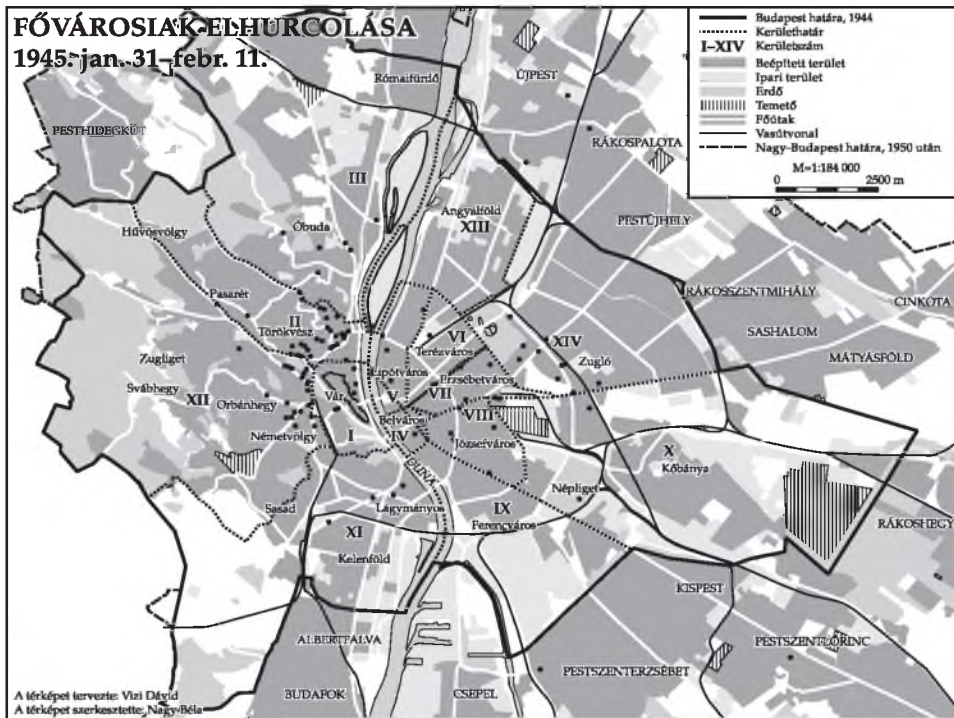 FŐVÁROSIAK ELHURCOLÁSA
1945. jan. 31–febr. 11.
Budapest határa, 1944
Kerülethatár
I–XIV Kerületszám
Beépített terület
Ipari terület
Erdő
Temető
Főútak
Vasútvonal
Nagy-Budapest határa, 1950 után
M=1:184 000
0 2500 m
Rómaifürdő
ÚJPEST
PESTHIDEGKÚT
RÁKOSPALOTA
III
Angyalföld
XIII
Óbuda
PESTÚJHELY
Hűvösvölgy
RÁKOSSZENTMIHÁLY
CINKOTA
Pasarét
II
Törökvész
SASHALOM
VI
Terézváros
XIV
Zugló
MÁTYÁSFÖLD
Zugliget
Lipótváros
Erzsébetváros
Svábhegy
XII
Orbánhegy
Vár
V
VII
Belváros
VIII
Németvölgy
I
IV
Józsefváros
X
Kőbánya
DUNA
Népliget
Sasad
Lágymányos
IX
Ferencváros
RÁKOSHEGY
XI
Kelenföld
KISPEST
ALBERTFALVA
PESTSZENTLŐRINC
PESTSZENTERZSÉBET
BUDAFOK
CSEPEL
A térképet tervezte: Vizi Dávid
A térképet szerkesztette: Nagy Béla